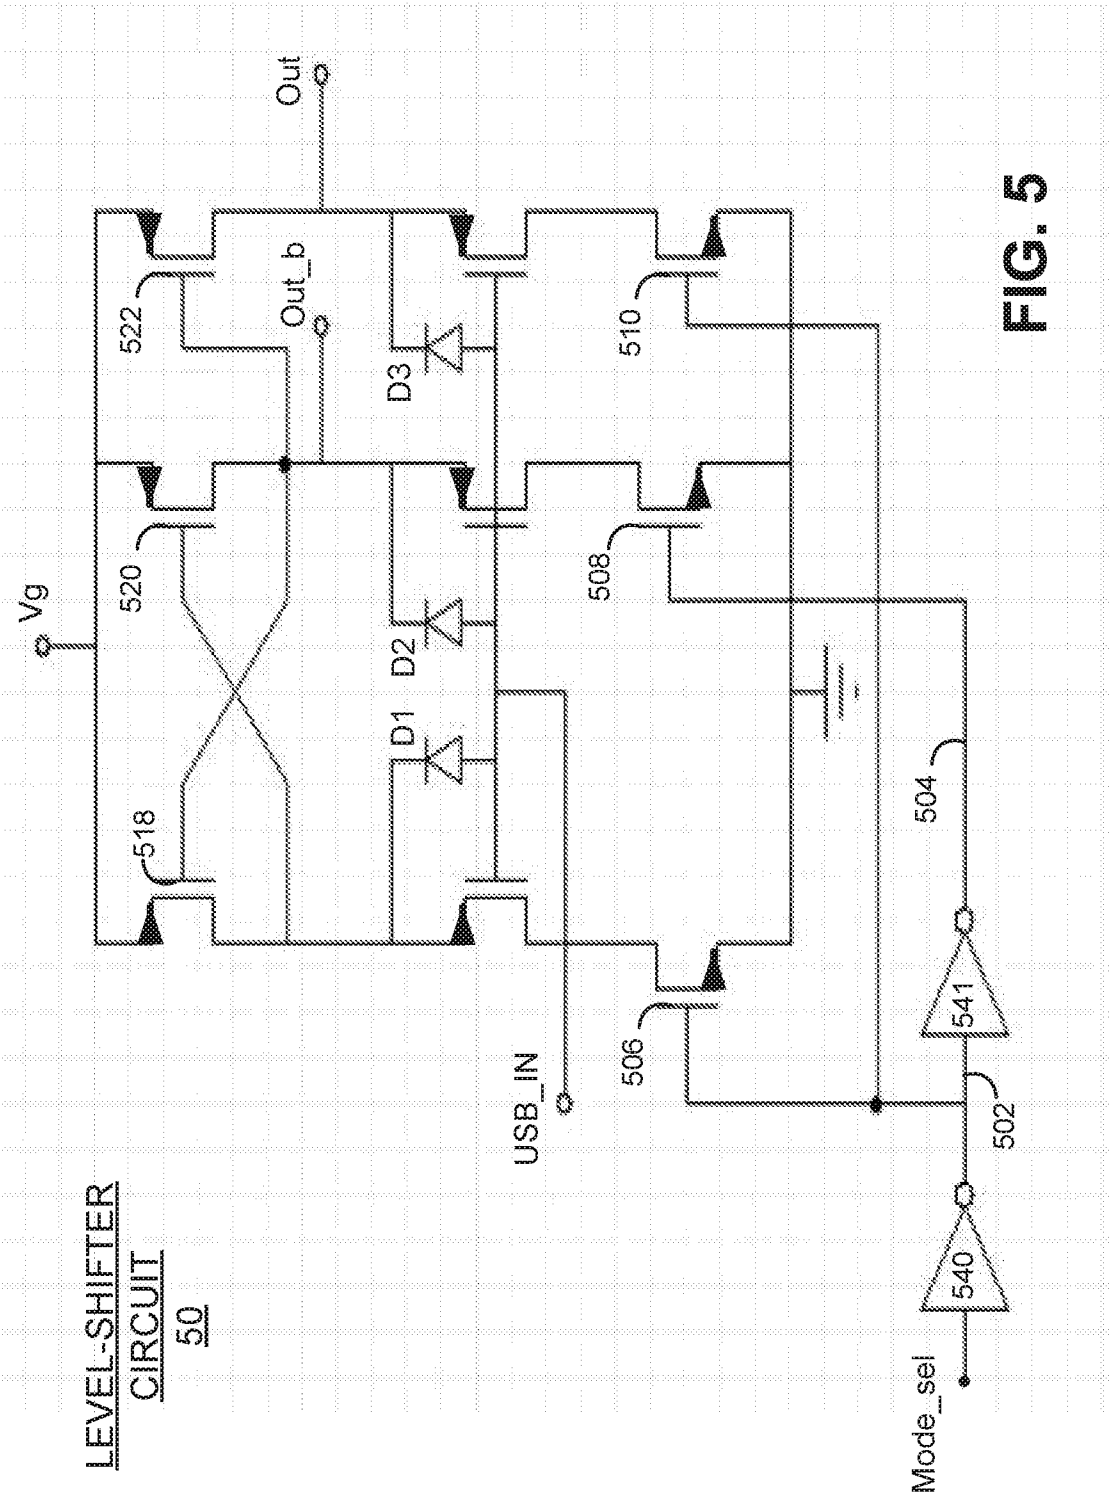 LEVEL-SHIFTER
CIRCUIT
50
Vg
518
520
522
Out_b
Out
D1
D2
D3
USB_IN
506
508
510
Mode_sel
540
502
541
504
FIG. 5